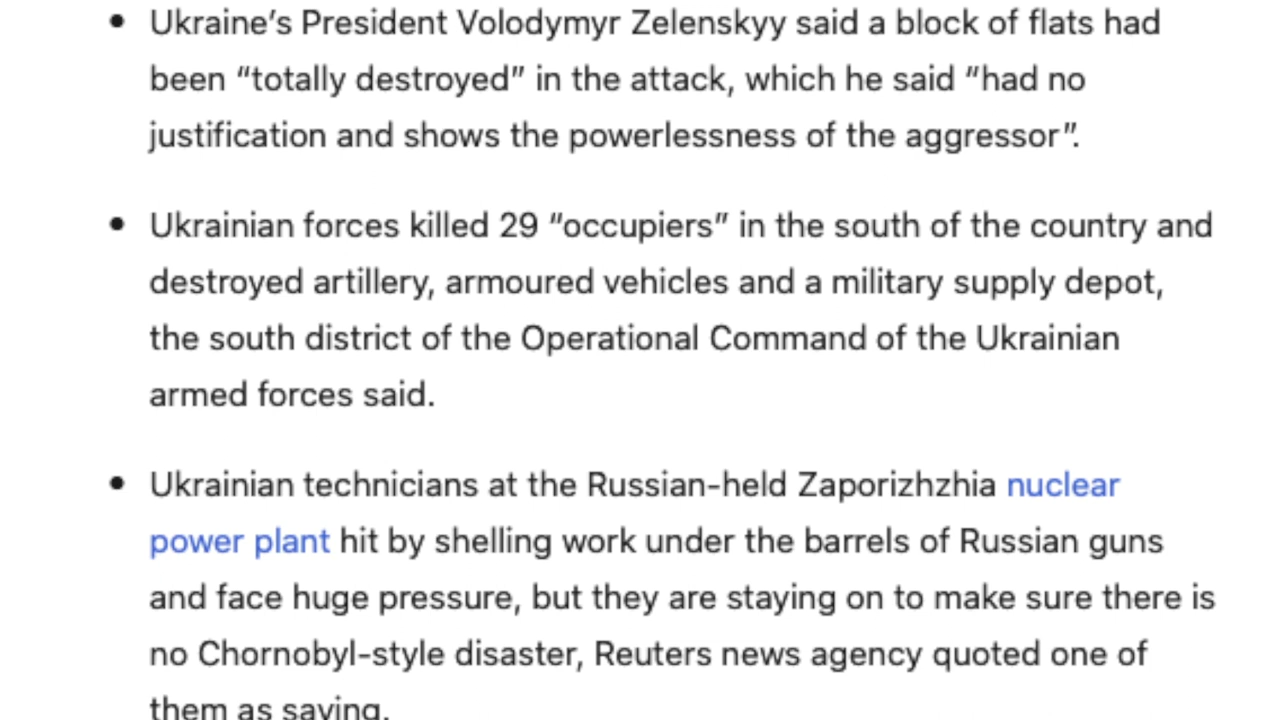 • Ukraine’s President Volodymyr Zelenskyy said a block of flats had
been “totally destroyed” in the attack, which he said “had no
justification and shows the powerlessness of the aggressor”.
• Ukrainian forces killed 29 “occupiers” in the south of the country and
destroyed artillery, armoured vehicles and a military supply depot,
the south district of the Operational Command of the Ukrainian
armed forces said.
• Ukrainian technicians at the Russian-held Zaporizhzhia nuclear
power plant hit by shelling work under the barrels of Russian guns
and face huge pressure, but they are staying on to make sure there is
no Chornobyl-style disaster, Reuters news agency quoted one of
them as saying.